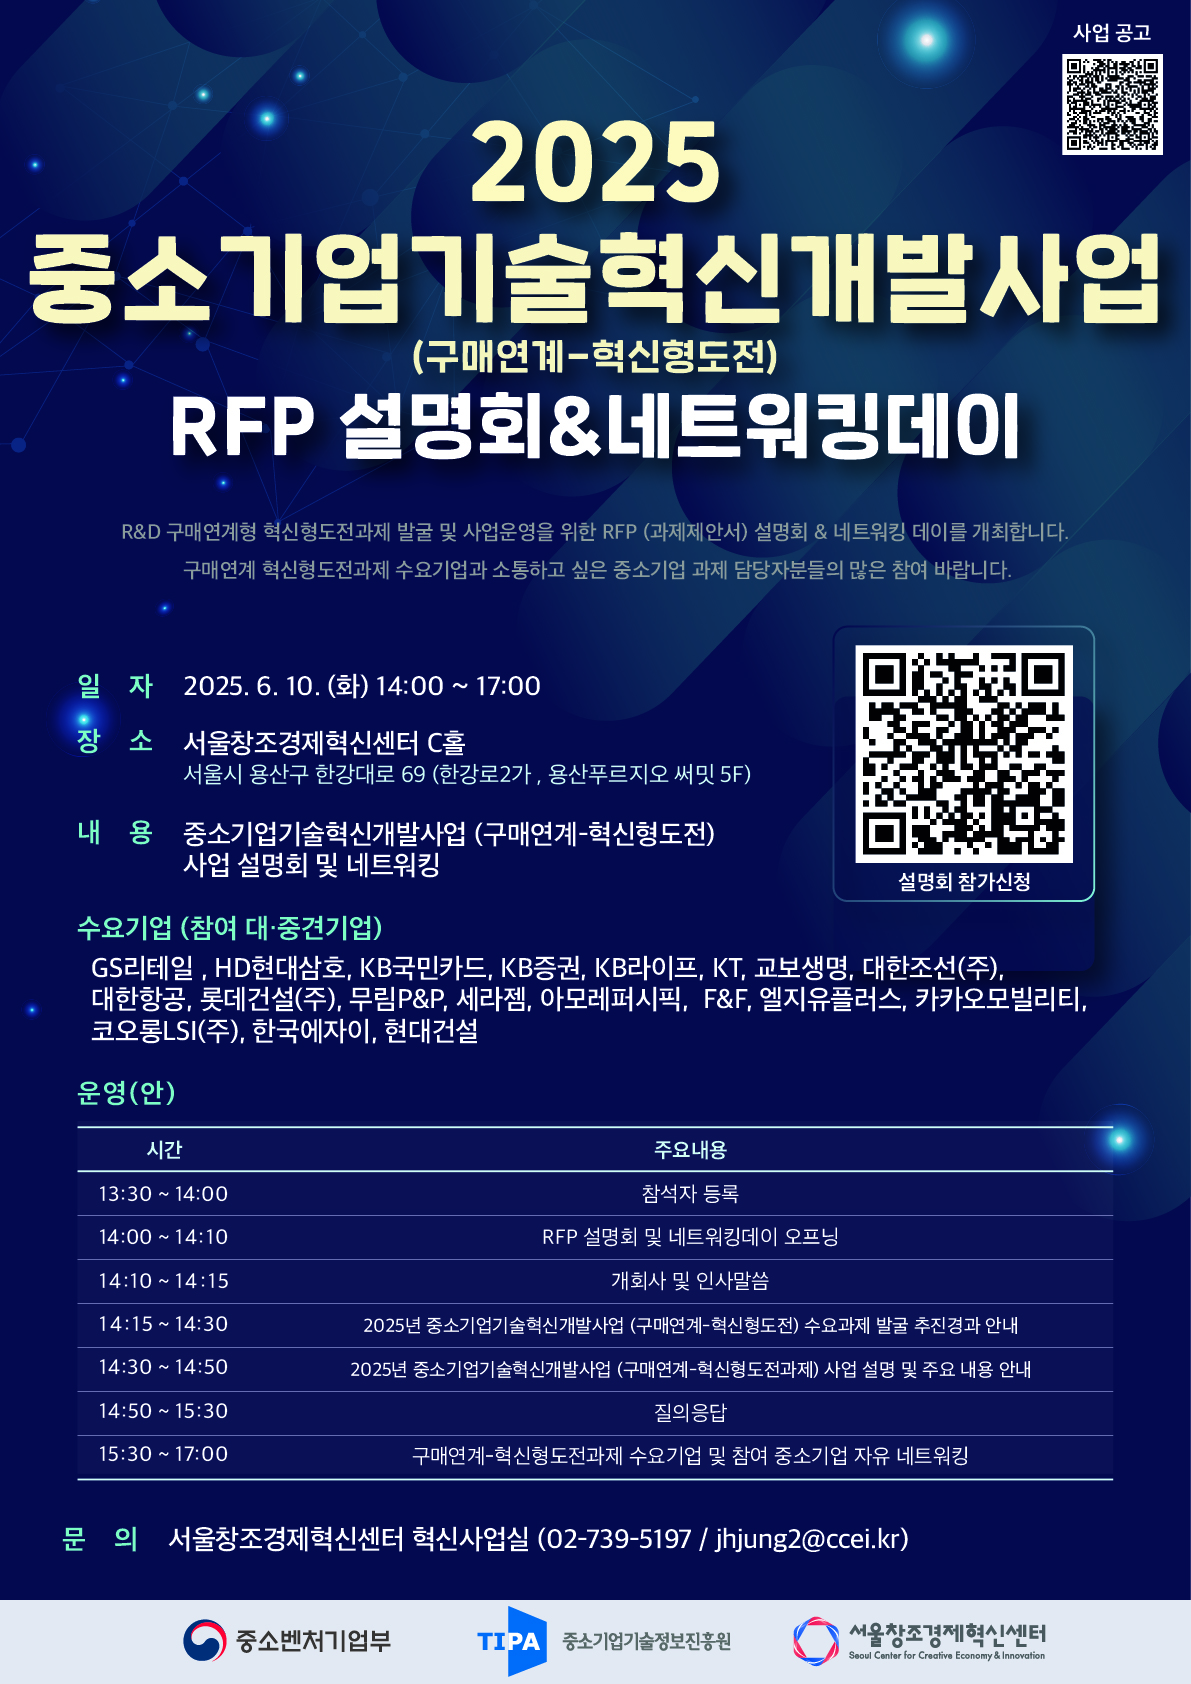 사업 공고
2025
중소기업기술혁신개발사업
(구매연계-혁신형도전)
RFP 설명회&네트워킹데이
R&D 구매연계형 혁신형도전과제 발굴 및 사업운영을 위한 RFP (과제제안서) 설명회 & 네트워킹 데이를 개최합니다.
구매연계 혁신형도전과제 수요기업과 소통하고 싶은 중소기업 과제 담당자분들의 많은 참여 바랍니다.
일 자 2025. 6. 10. (화) 14:00 ~ 17:00
장 소 서울창조경제혁신센터 C홀
서울시 용산구 한강대로 69 (한강로2가 , 용산푸르지오 써밋 5F)
내 용 중소기업기술혁신개발사업 (구매연계-혁신형도전)
사업 설명회 및 네트워킹
설명회 참가신청
수요기업 (참여 대·중견기업)
GS리테일 , HD현대삼호, KB국민카드, KB증권, KB라이프, KT, 교보생명, 대한조선(주),
대한항공, 롯데건설(주), 무림P&P, 세라젬, 아모레퍼시픽, F&F, 엘지유플러스, 카카오모빌리티,
코오롱LSI(주), 한국에자이, 현대건설
운영(안)
시간 주요내용
13:30 ~ 14:00 참석자 등록
14:00 ~ 14:10 RFP 설명회 및 네트워킹데이 오프닝
14:10 ~ 14:15 개회사 및 인사말씀
14:15 ~ 14:30 2025년 중소기업기술혁신개발사업 (구매연계-혁신형도전) 수요과제 발굴 추진경과 안내
14:30 ~ 14:50 2025년 중소기업기술혁신개발사업 (구매연계-혁신형도전과제) 사업 설명 및 주요 내용 안내
14:50 ~ 15:30 질의응답
15:30 ~ 17:00 구매연계-혁신형도전과제 수요기업 및 참여 중소기업 자유 네트워킹
문 의 서울창조경제혁신센터 혁신사업실 (02-739-5197 / jhjung2@ccei.kr)
중소벤처기업부
TIPA 중소기업기술정보진흥원
서울창조경제혁신센터
Seoul Center for Creative Economy & Innovation